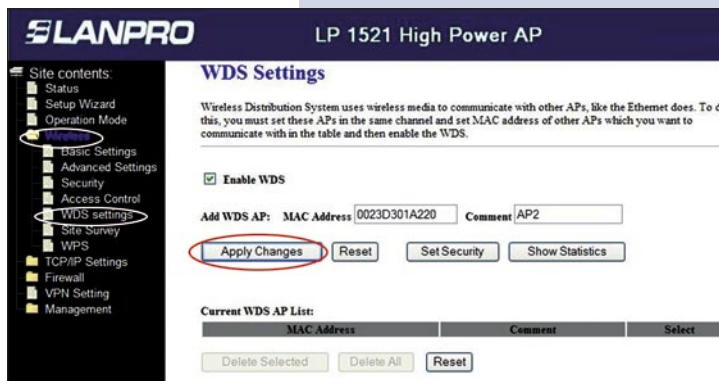 LANPRO
LP 1521 High Power AP
Site contents:
Status
Setup Wizard
Operation Mode
Wireless
Basic Settings
Advanced Settings
Security
Access Control
WDS settings
Site Survey
WPS
TCP/IP Settings
Firewall
VPN Setting
Management
WDS Settings
Wireless Distribution System uses wireless media to communicate with other APs, like the Ethernet does. To d
this, you must set these APs in the same channel and set MAC address of other APs which you want to
communicate with in the table and then enable the WDS.
Enable WDS
Add WDS AP: MAC Address 0023D301A220 Comment AP2
Apply Changes Reset Set Security Show Statistics
Current WDS AP List:
MAC Address Comment Select
Delete Selected Delete All Reset